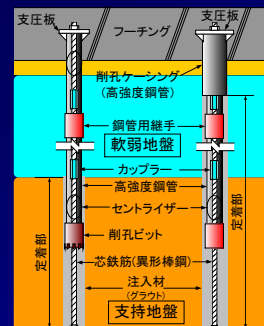 支圧板
支圧板
フーチング
削孔ケーシング
(高強度鋼管)
鋼管用継手
軟弱地盤
カップラー
高強度鋼管
セントライザー
定着部
定着部
削孔ビット
芯鉄筋(異形棒鋼)
注入材
(グラウト)
支持地盤